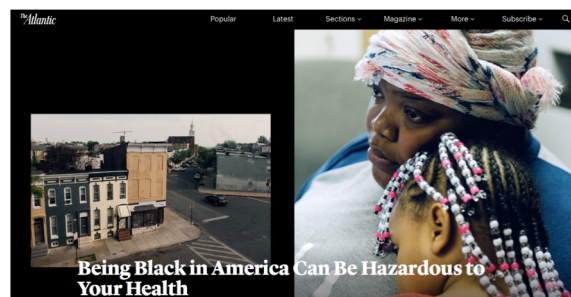 The Atlantic
Popular Latest Sections Magazine More Subscribe
Being Black in America Can Be Hazardous to
Your Health